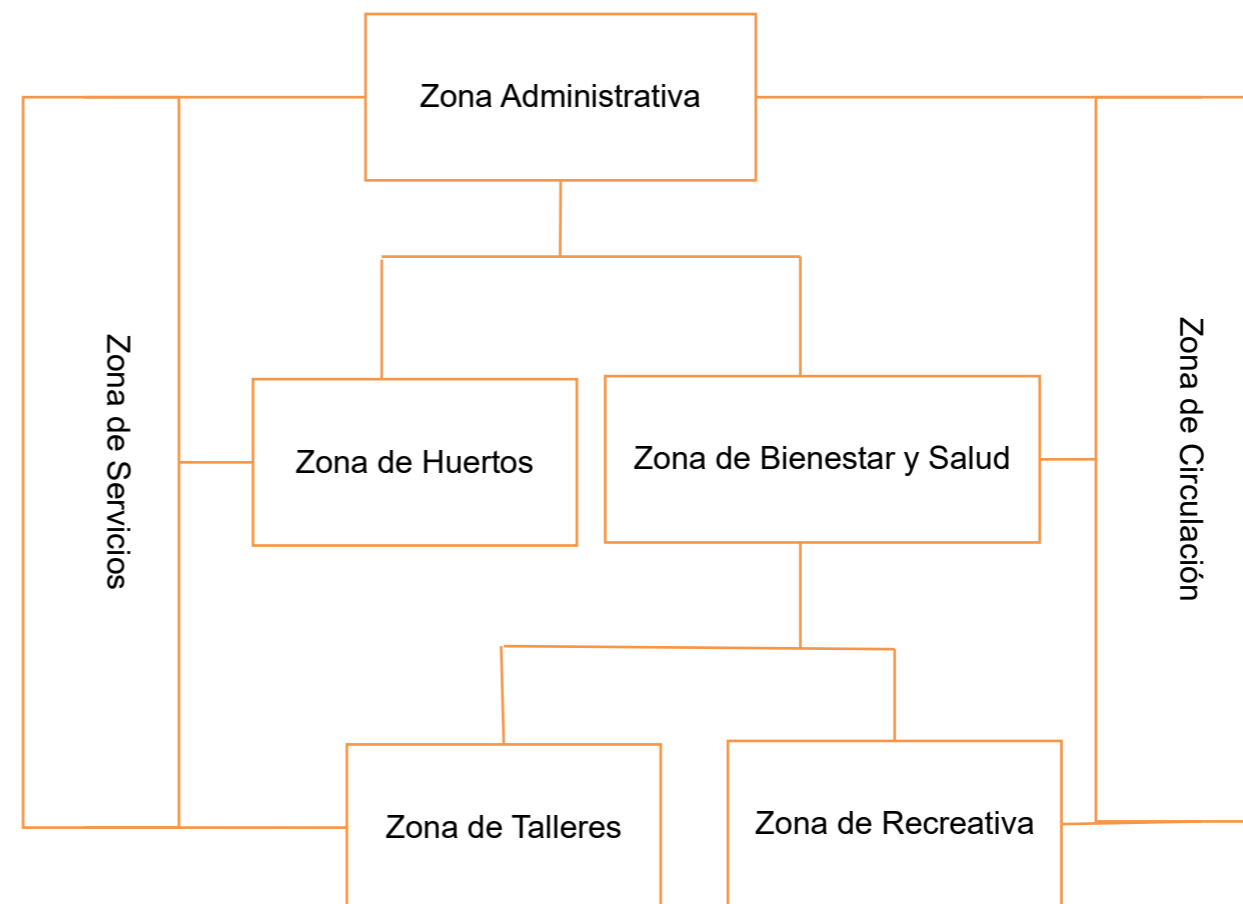 Zona Administrativa
Zona de Servicios
Zona de Huertos
Zona de Bienestar y Salud
Zona de Circulación
Zona de Talleres
Zona de Recreativa